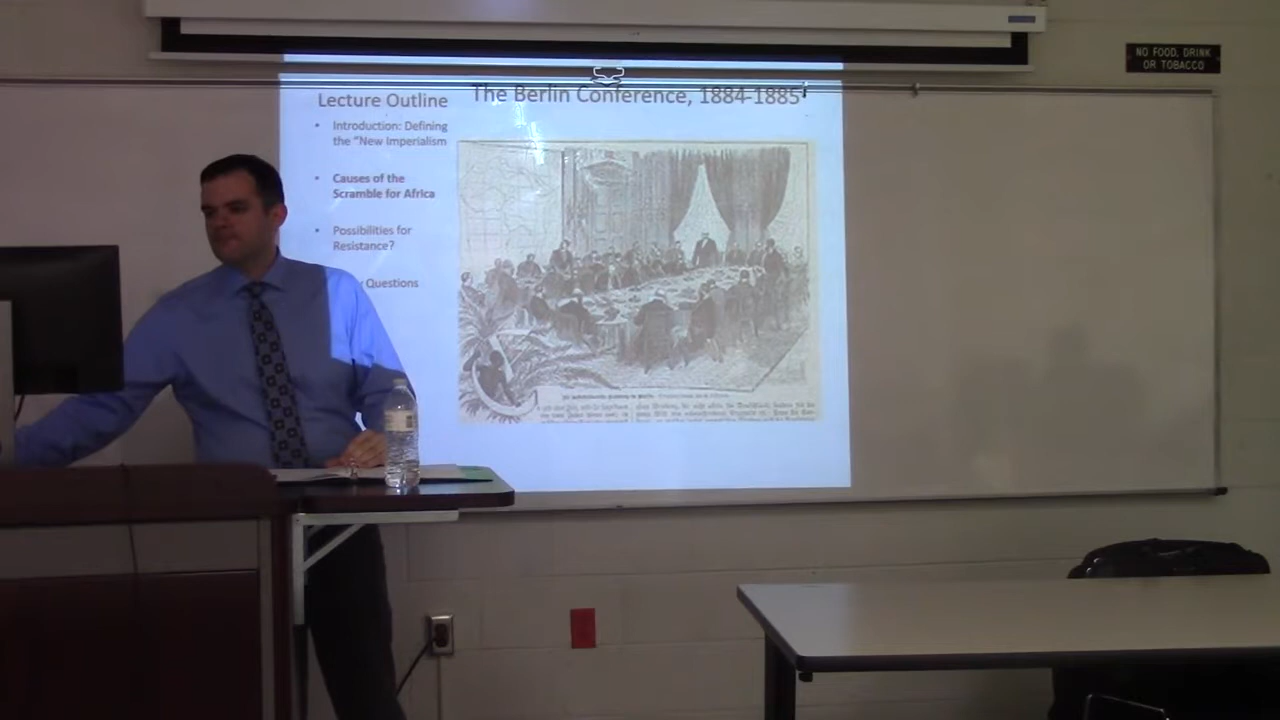 NO FOOD, DRINK
OR TOBACCO
The Berlin Conference, 1884-1885
Lecture Outline
• Introduction: Defining
the "New Imperialism
• Causes of the
Scramble for Africa
• Possibilities for
Resistance?
Questions